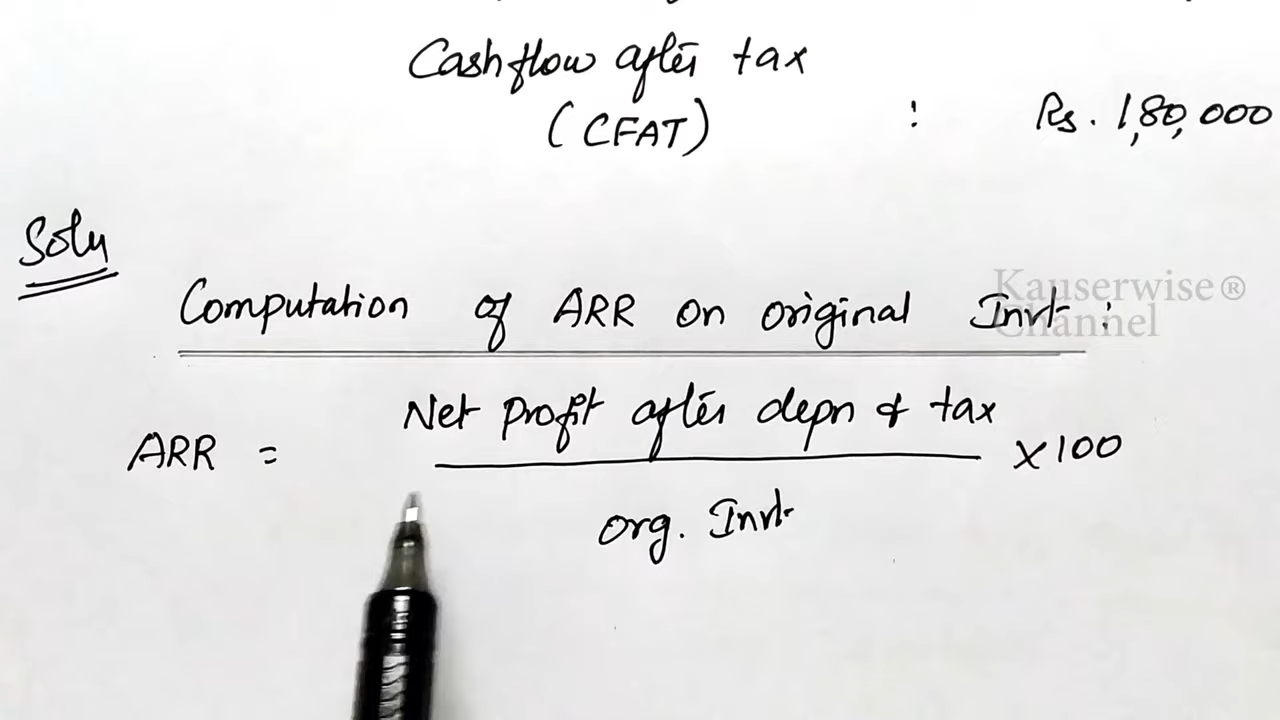 Cashflow after tax
(CFAT) : Rs. 1,80,000
Soln
Computation of ARR on original Invt :
Kauserwise®
Channel
Net Profit after depn & tax
ARR = x 100
org. Invt